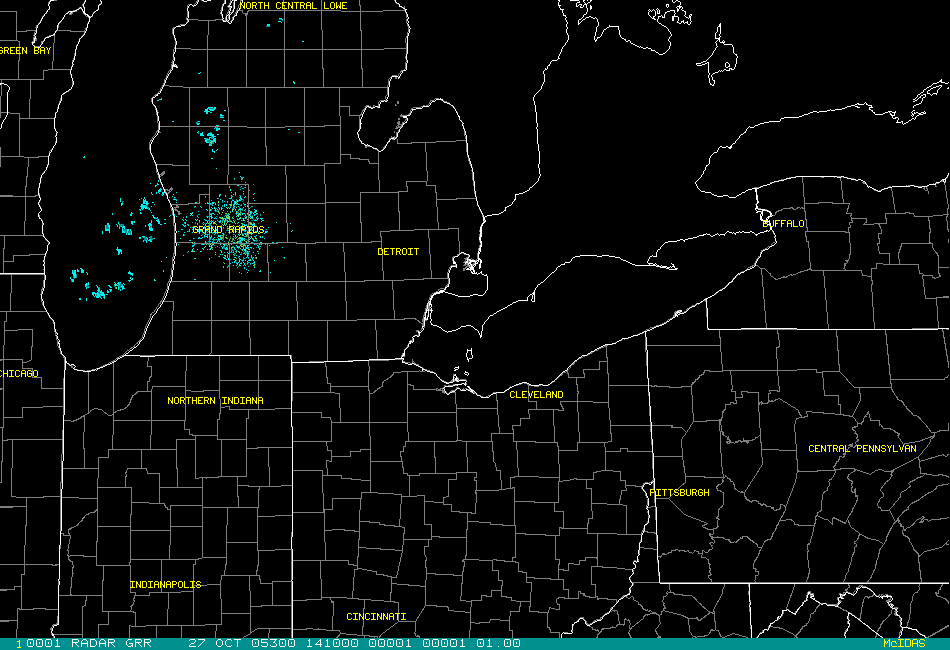 NORTH CENTRAL LOWE
GREEN BAY
GRAND RAPIDS
BUFFALO
DETROIT
CHICAGO
CLEVELAND
NORTHERN INDIANA
CENTRAL PENNSYLVAN
PITTSBURGH
INDIANAPOLIS
CINCINNATI
10001 RADAR GRR 27 OCT 05300 141000 00001 00001 01.00 McIDAS